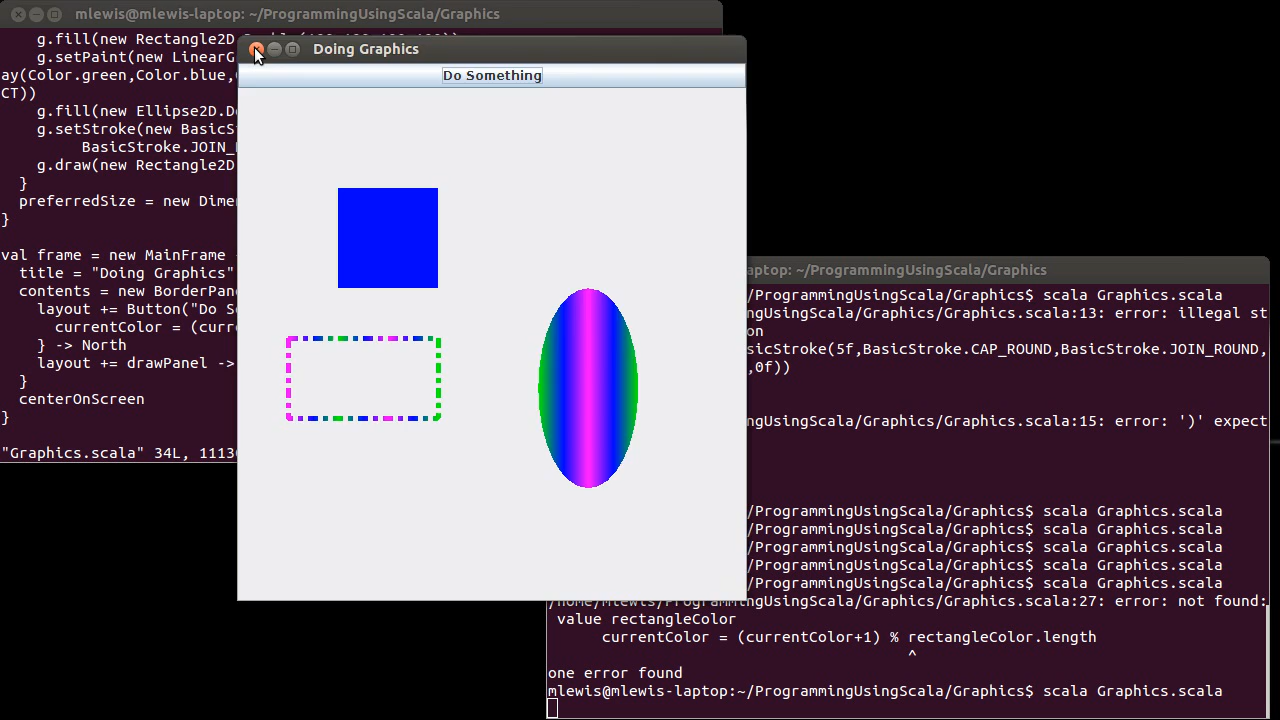 mlewis@mlewis-laptop: ~/ProgrammingUsingScala/Graphics
g.fill(new Rectangle2D
g.setPaint(new LinearG
ay(Color.green,Color.blue,
CT))
g.fill(new Ellipse2D.D
g.setStroke(new BasicS
BasicStroke.JOIN_
g.draw(new Rectangle2D
}
preferredSize = new Dime
}
val frame = new MainFrame
title = "Doing Graphics"
contents = new BorderPan
layout += Button("Do S
currentColor = (curr
} -> North
layout += drawPanel ->
}
centerOnScreen
}
"Graphics.scala" 34L, 1113
Doing Graphics
Do Something
aptop: ~/ProgrammingUsingScala/Graphics
/ProgrammingUsingScala/Graphics$ scala Graphics.scala
ngUsingScala/Graphics/Graphics.scala:13: error: illegal st
on
sicStroke(5f,BasicStroke.CAP_ROUND,BasicStroke.JOIN_ROUND,
,0f))
ngUsingScala/Graphics/Graphics.scala:15: error: ')' expect
/ProgrammingUsingScala/Graphics$ scala Graphics.scala
/ProgrammingUsingScala/Graphics$ scala Graphics.scala
/ProgrammingUsingScala/Graphics$ scala Graphics.scala
/ProgrammingUsingScala/Graphics$ scala Graphics.scala
/ProgrammingUsingScala/Graphics$ scala Graphics.scala
/home/mlewis/ProgrammingUsingScala/Graphics/Graphics.scala:27: error: not found:
value rectangleColor
currentColor = (currentColor+1) % rectangleColor.length
^
one error found
mlewis@mlewis-laptop:~/ProgrammingUsingScala/Graphics$ scala Graphics.scala